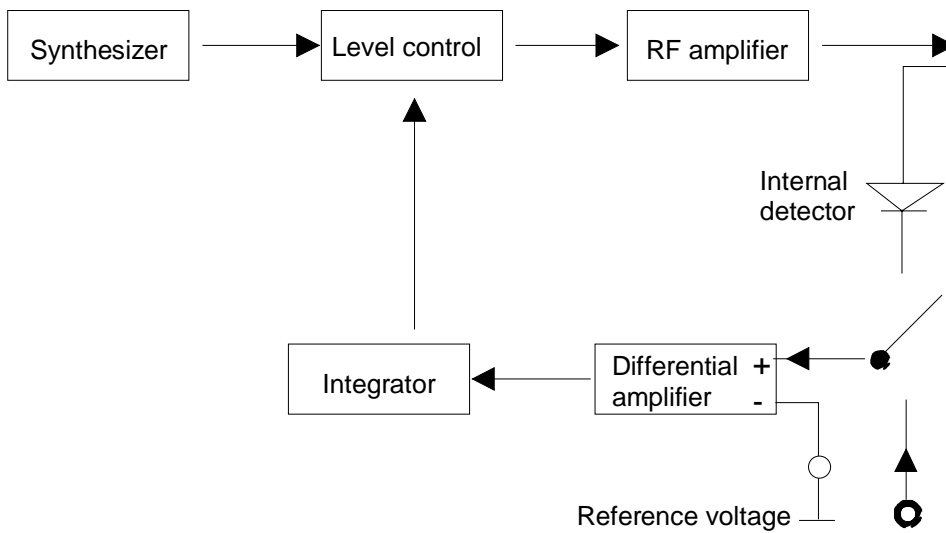 Synthesizer
Level control
RF amplifier
Internal
detector
Integrator
Differential +
amplifier -
Reference voltage